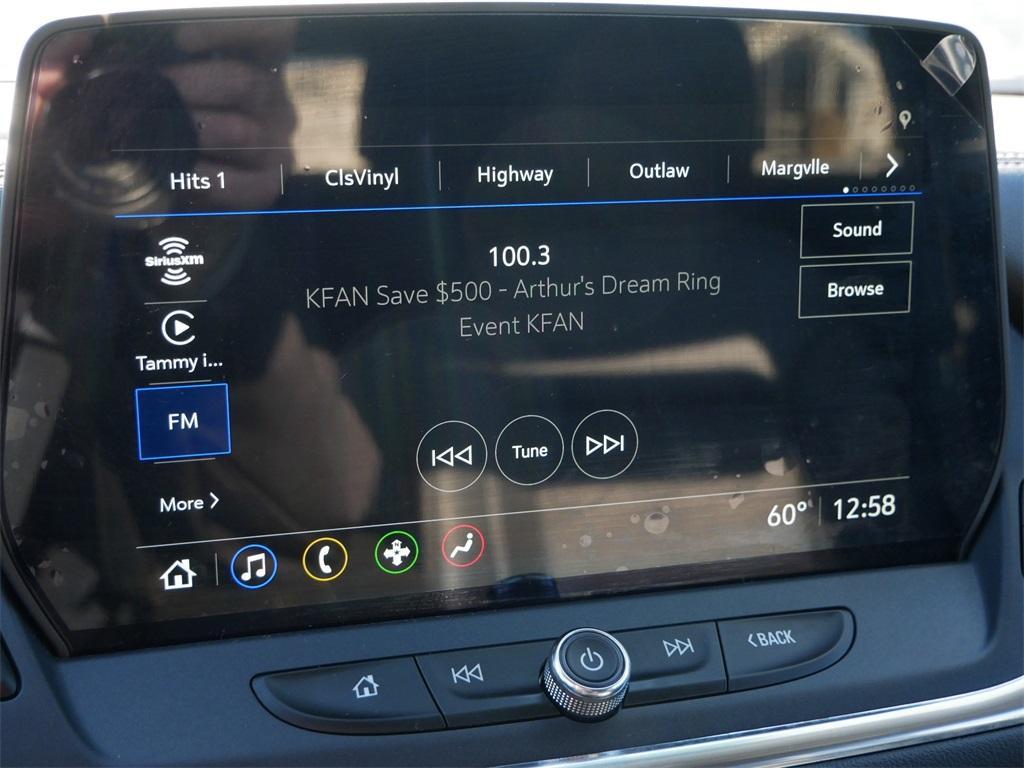 Hits 1
ClsVinyl
Highway
Outlaw
Margvlle
SiriusXm
100.3
Sound
KFAN Save $500 - Arthur's Dream Ring
Browse
Event KFAN
Tammy i...
FM
Tune
More
60° 12:58
BACK